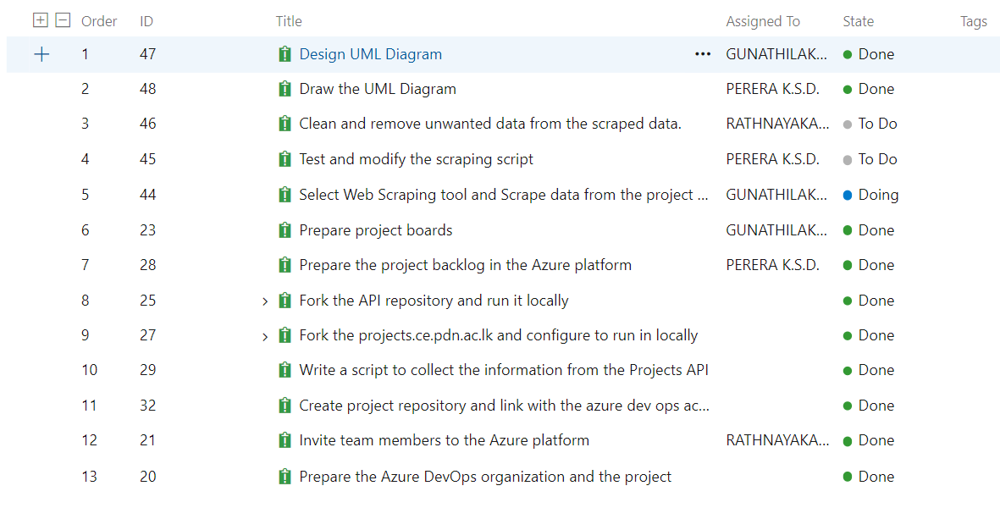 Order ID Title Assigned To State Tags
1 47 Design UML Diagram ••• GUNATHILAK... Done
2 48 Draw the UML Diagram PERERA K.S.D. Done
3 46 Clean and remove unwanted data from the scraped data. RATHNAYAKA... To Do
4 45 Test and modify the scraping script PERERA K.S.D. To Do
5 44 Select Web Scraping tool and Scrape data from the project ... GUNATHILAK... Doing
6 23 Prepare project boards GUNATHILAK... Done
7 28 Prepare the project backlog in the Azure platform PERERA K.S.D. Done
8 25 Fork the API repository and run it locally Done
9 27 Fork the projects.ce.pdn.ac.lk and configure to run in locally Done
10 29 Write a script to collect the information from the Projects API Done
11 32 Create project repository and link with the azure dev ops ac... Done
12 21 Invite team members to the Azure platform RATHNAYAKA... Done
13 20 Prepare the Azure DevOps organization and the project Done